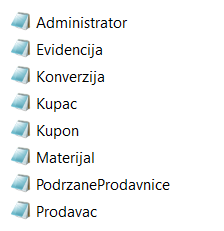 Administrator
Evidencija
Konverzija
Kupac
Kupon
Materijal
PodrzaneProdavnice
Prodavac